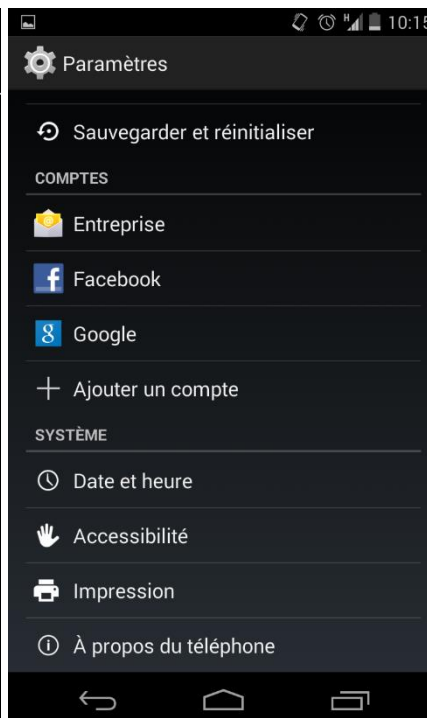 H 10:15
Paramètres
Sauvegarder et réinitialiser
COMPTES
Entreprise
Facebook
Google
Ajouter un compte
SYSTÈME
Date et heure
Accessibilité
Impression
À propos du téléphone